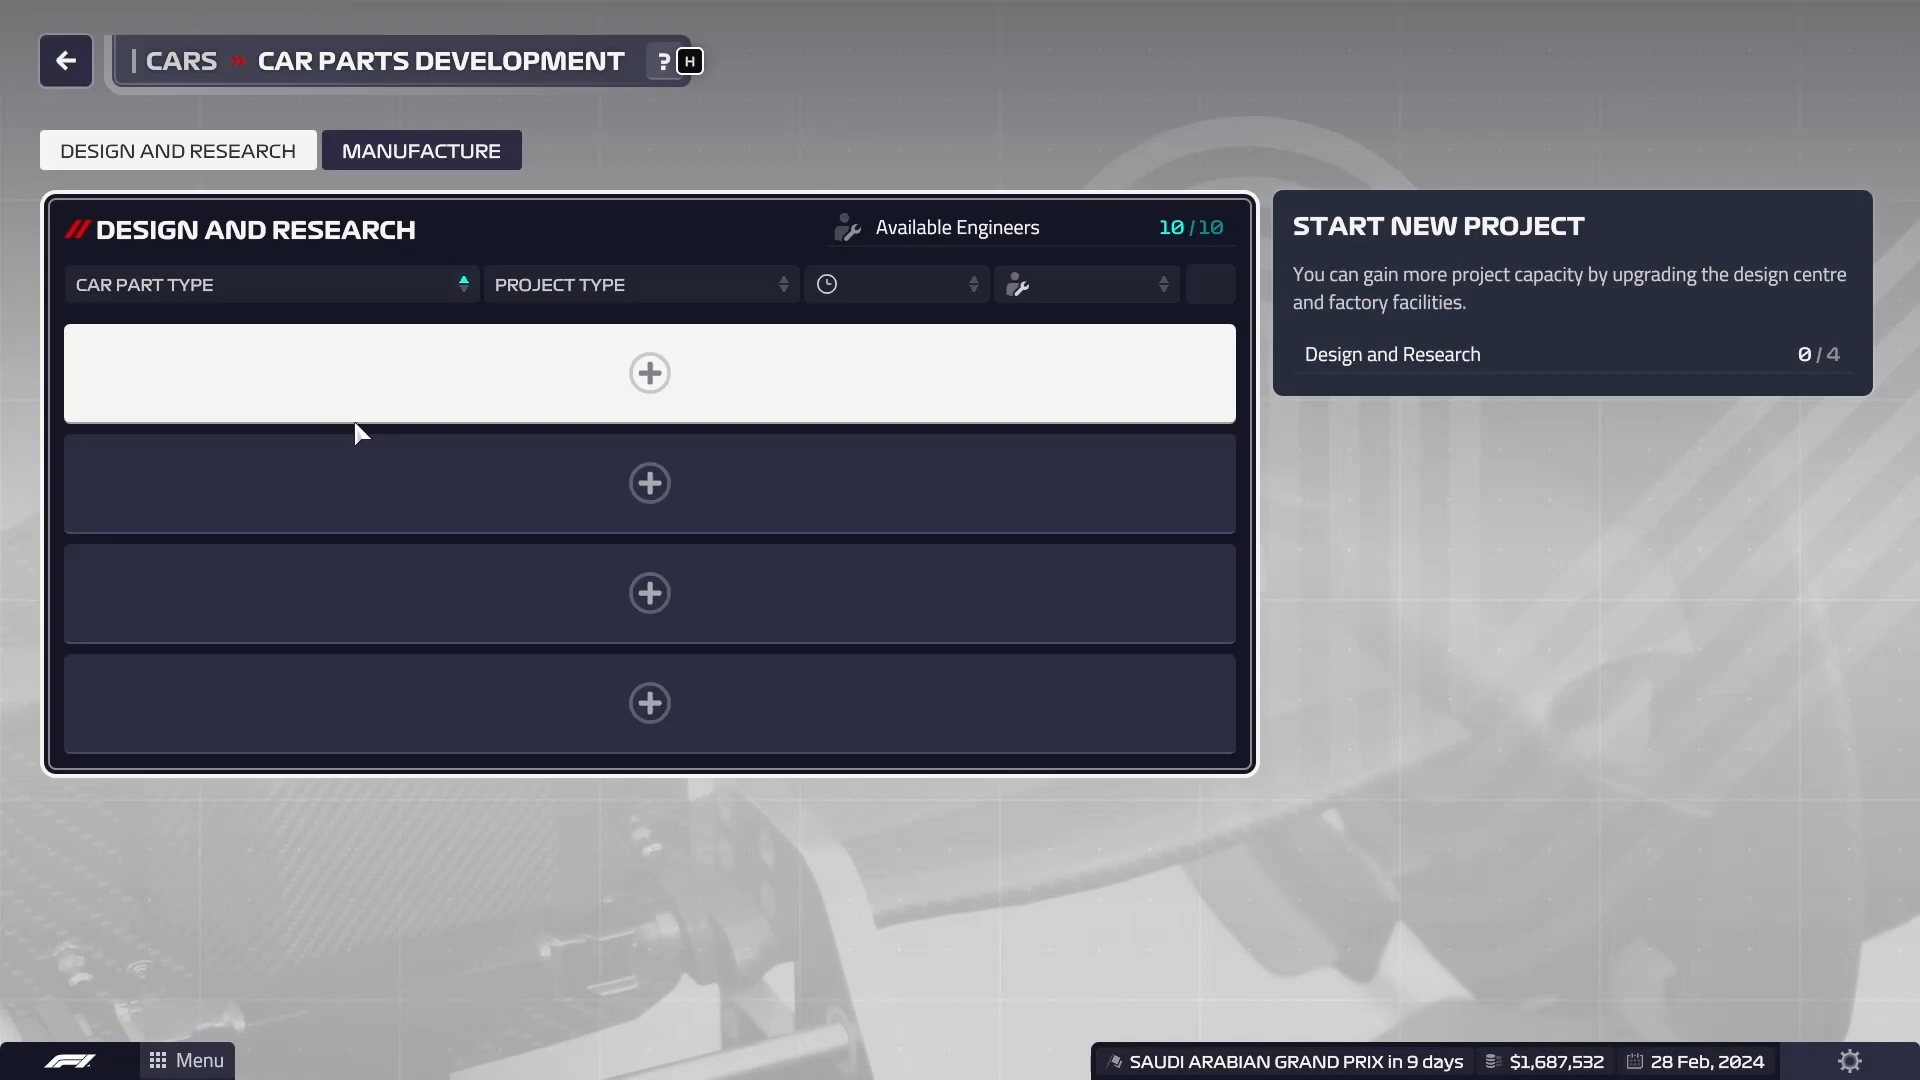 CARS » CAR PARTS DEVELOPMENT ? H
DESIGN AND RESEARCH MANUFACTURE
DESIGN AND RESEARCH Available Engineers 10/10
CAR PART TYPE PROJECT TYPE
START NEW PROJECT
You can gain more project capacity by upgrading the design centre
and factory facilities.
Design and Research 0/4
F1 Menu SAUDI ARABIAN GRAND PRIX in 9 days $1,687,532 28 Feb, 2024